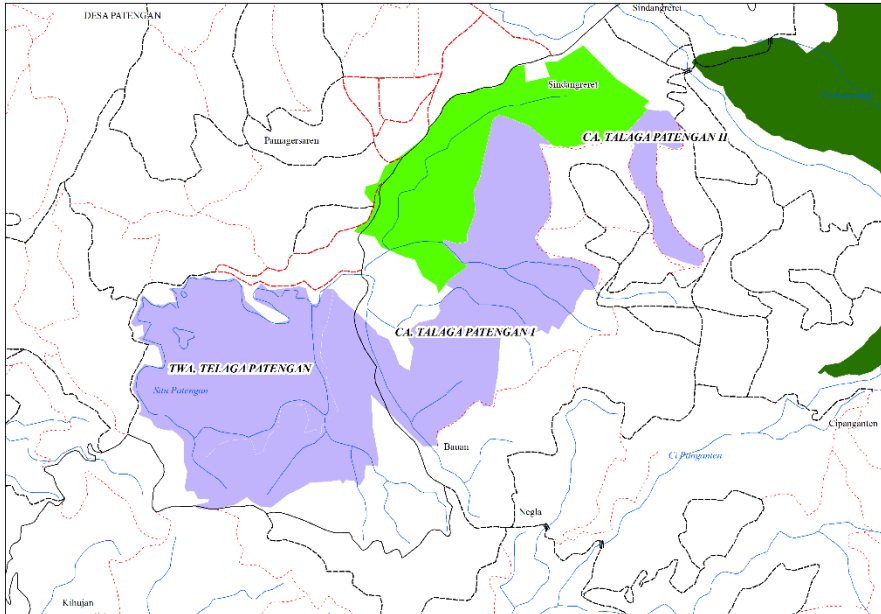 Sindangreret
DESA PATENGAN
Sindangreret
CA. TALAGA PATENGAN II
Pamagersaren
CA. TALAGA PATENGAN I
TWA. TELAGA PATENGAN
Situ Patengan
Cipanganten
Bauan
Ci Panganten
Negla
Kihujan